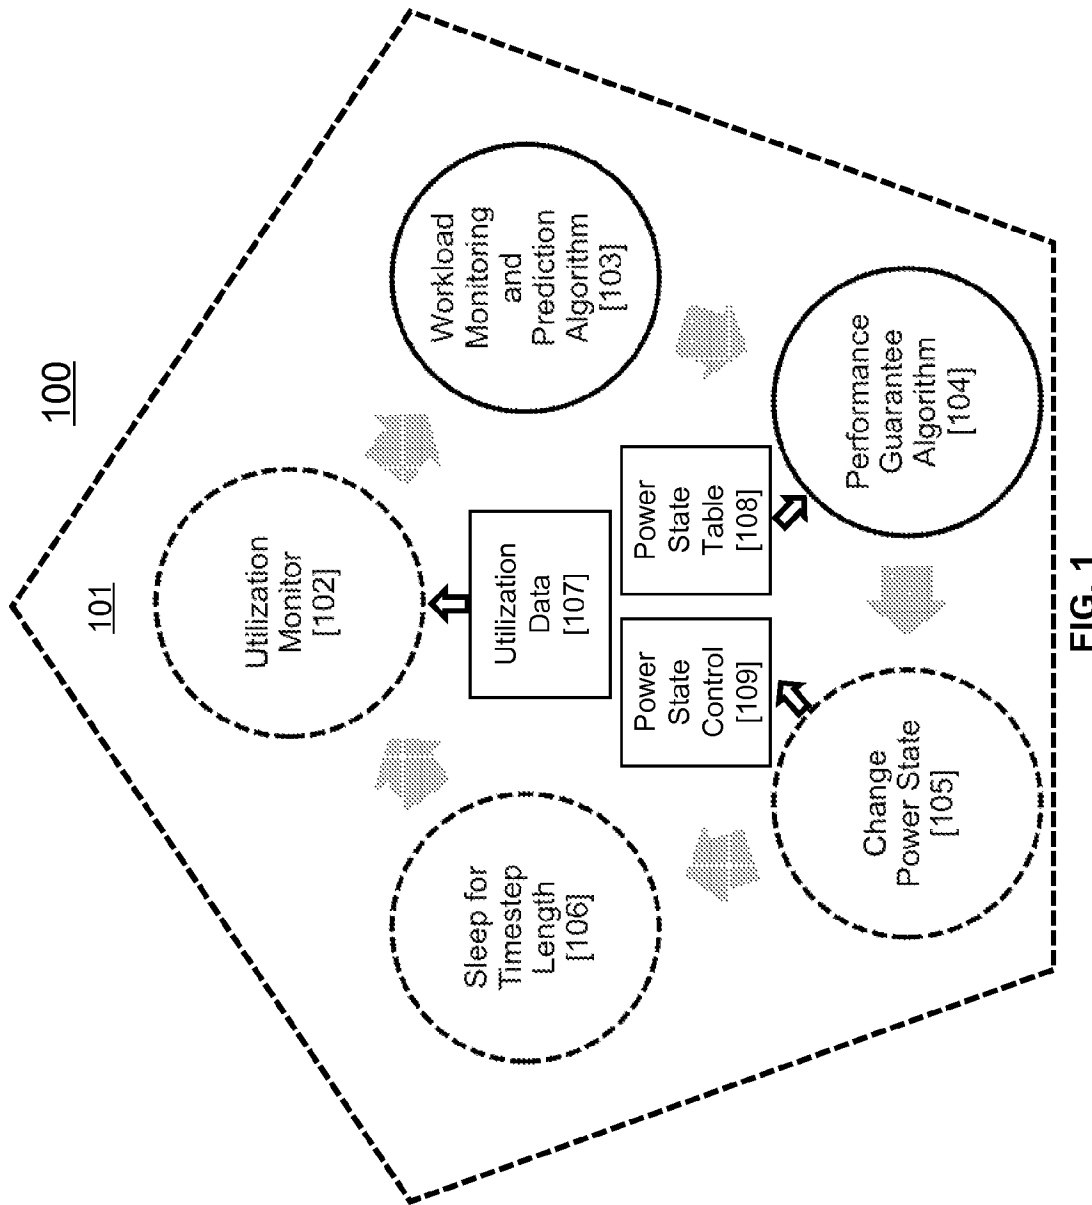 100
101
Utilization
Monitor
[102]
Workload
Monitoring
and
Prediction
Algorithm
[103]
Performance
Guarantee
Algorithm
[104]
Change
Power State
[105]
Sleep for
Timestep
Length
[106]
Utilization
Data
[107]
Power
State
Table
[108]
Power
State
Control
[109]
FIG. 1